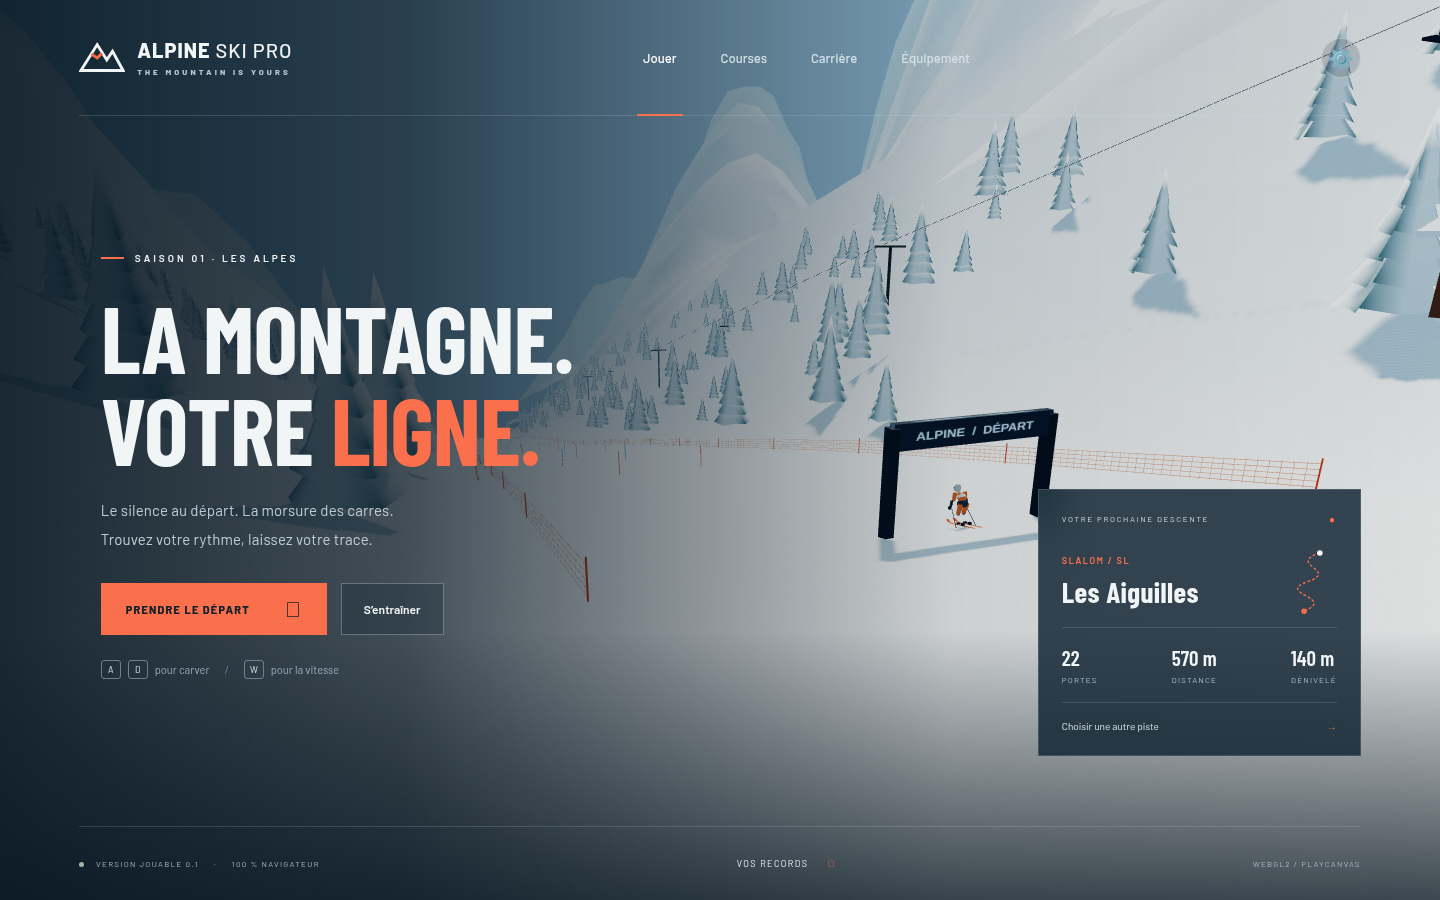 ALPINE SKI PRO
THE MOUNTAIN IS YOURS
Jouer
Courses
Carrière
Équipement
SAISON 01 · LES ALPES
LA MONTAGNE.
VOTRE LIGNE.
Le silence au départ. La morsure des carres.
Trouvez votre rythme, laissez votre trace.
PRENDRE LE DÉPART
S'entraîner
A D pour carver / W pour la vitesse
ALPINE / DÉPART
VOTRE PROCHAINE DESCENTE
SLALOM / SL
Les Aiguilles
22 570 m 140 m
PORTES DISTANCE DÉNIVELÉ
Choisir une autre piste →
VERSION JOUABLE 0.1 · 100 % NAVIGATEUR
VOS RECORDS
WEBGL2 / PLAYCANVAS